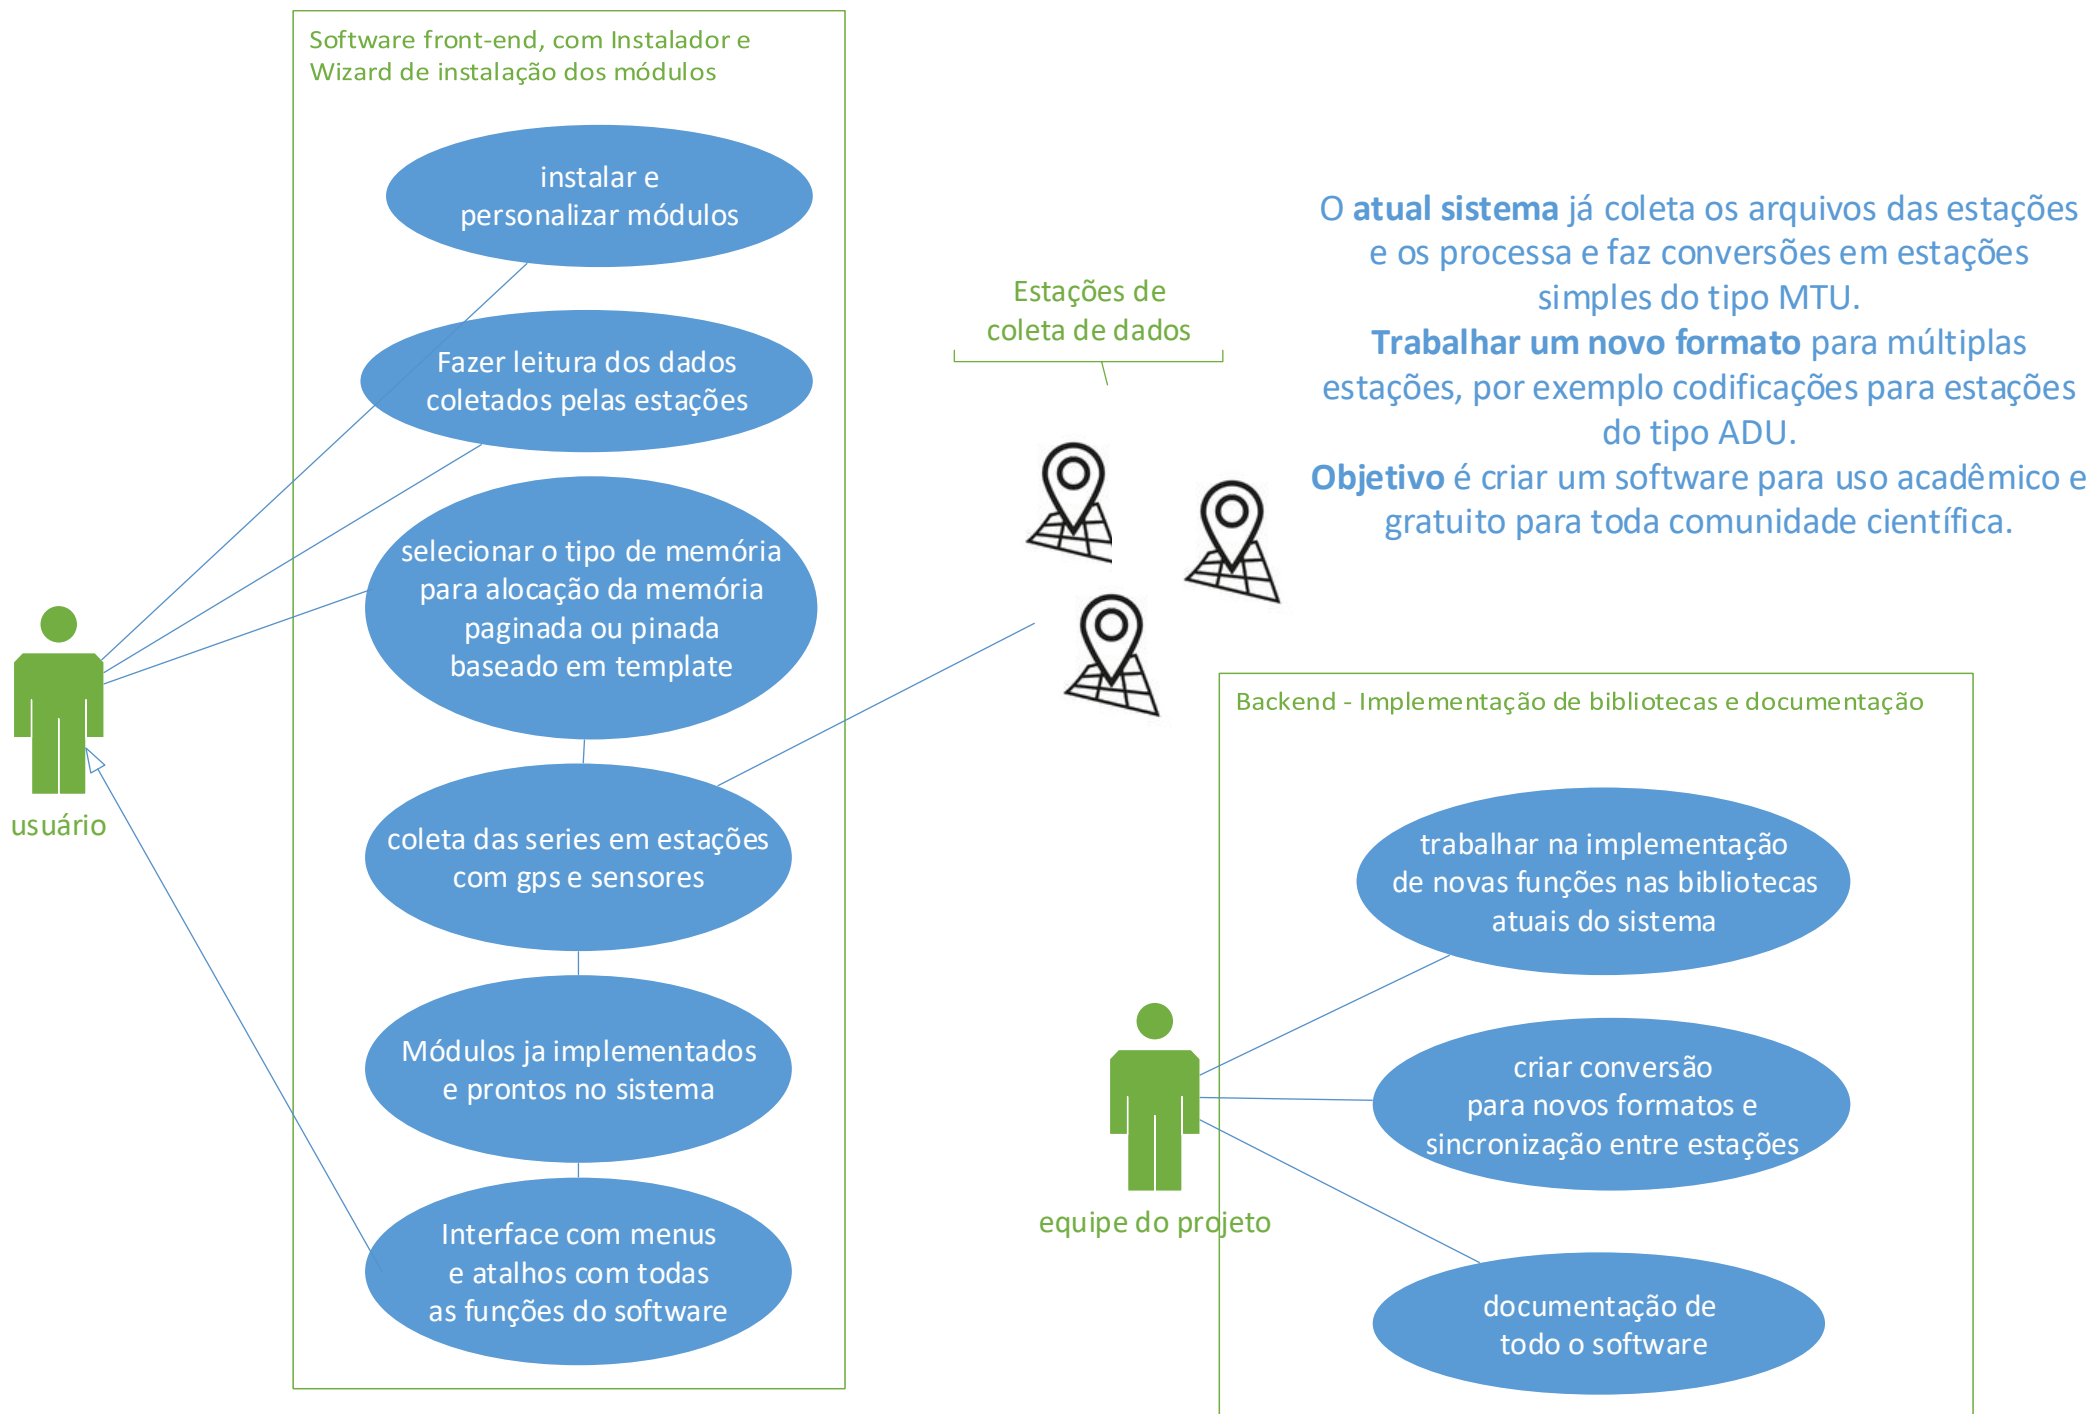 Software front-end, com Instalador e
Wizard de instalação dos módulos
instalar e
personalizar módulos
Fazer leitura dos dados
coletados pelas estações
selecionar o tipo de memória
para alocação da memória
paginada ou pinada
baseado em template
coleta das series em estações
com gps e sensores
Módulos ja implementados
e prontos no sistema
Interface com menus
e atalhos com todas
as funções do software
usuário
Estações de
coleta de dados
O atual sistema já coleta os arquivos das estações
e os processa e faz conversões em estações
simples do tipo MTU.
Trabalhar um novo formato para múltiplas
estações, por exemplo codificações para estações
do tipo ADU.
Objetivo é criar um software para uso acadêmico e
gratuito para toda comunidade científica.
Backend - Implementação de bibliotecas e documentação
trabalhar na implementação
de novas funções nas bibliotecas
atuais do sistema
criar conversão
para novos formatos e
sincronização entre estações
documentação de
todo o software
equipe do projeto